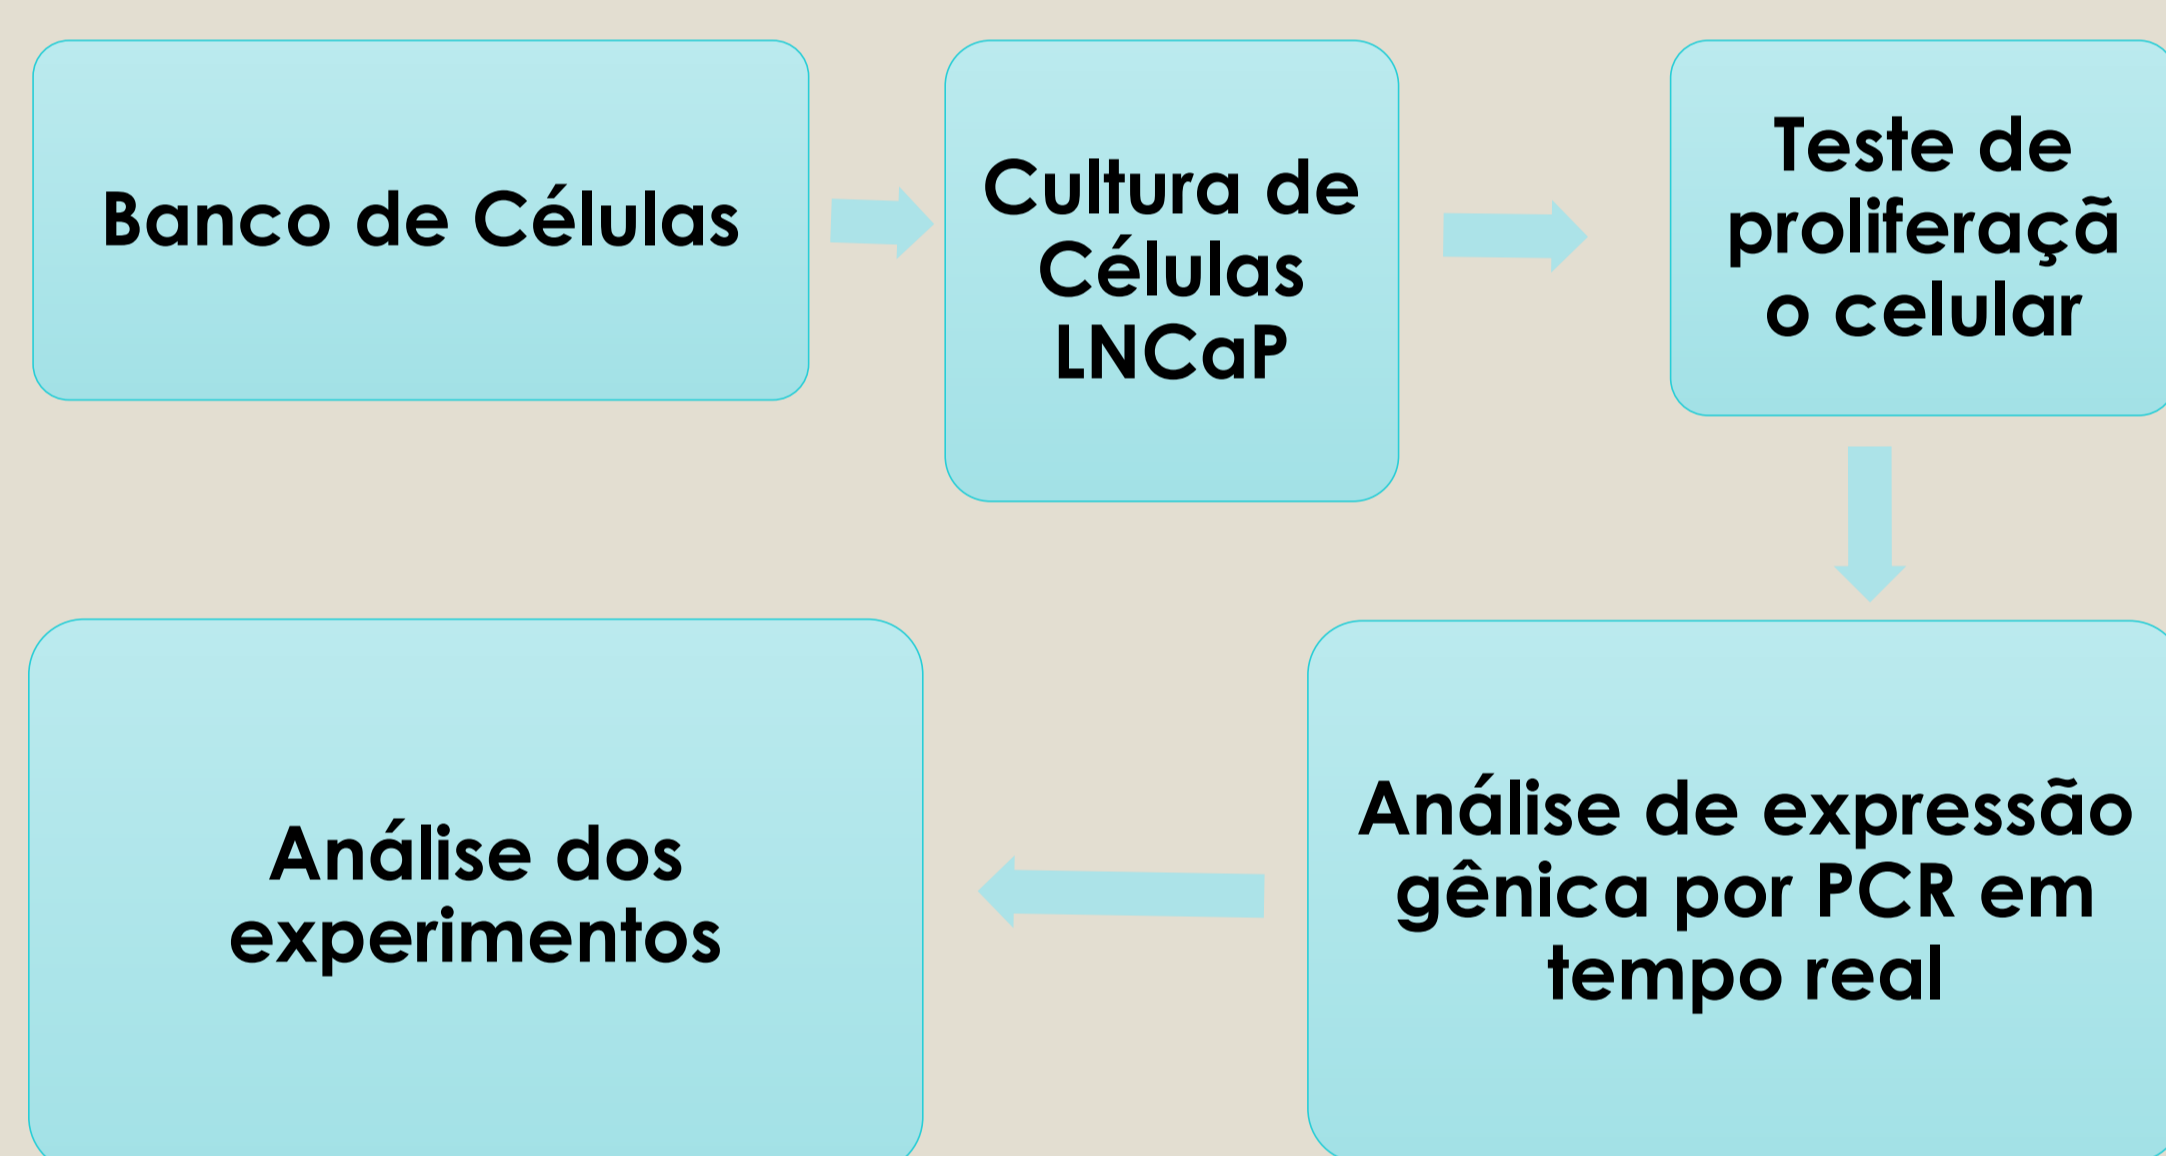 Banco de Células
Cultura de
Células
LNCaP
Teste de
proliferaçã
o celular
Análise de expressão
gênica por PCR em
tempo real
Análise dos
experimentos